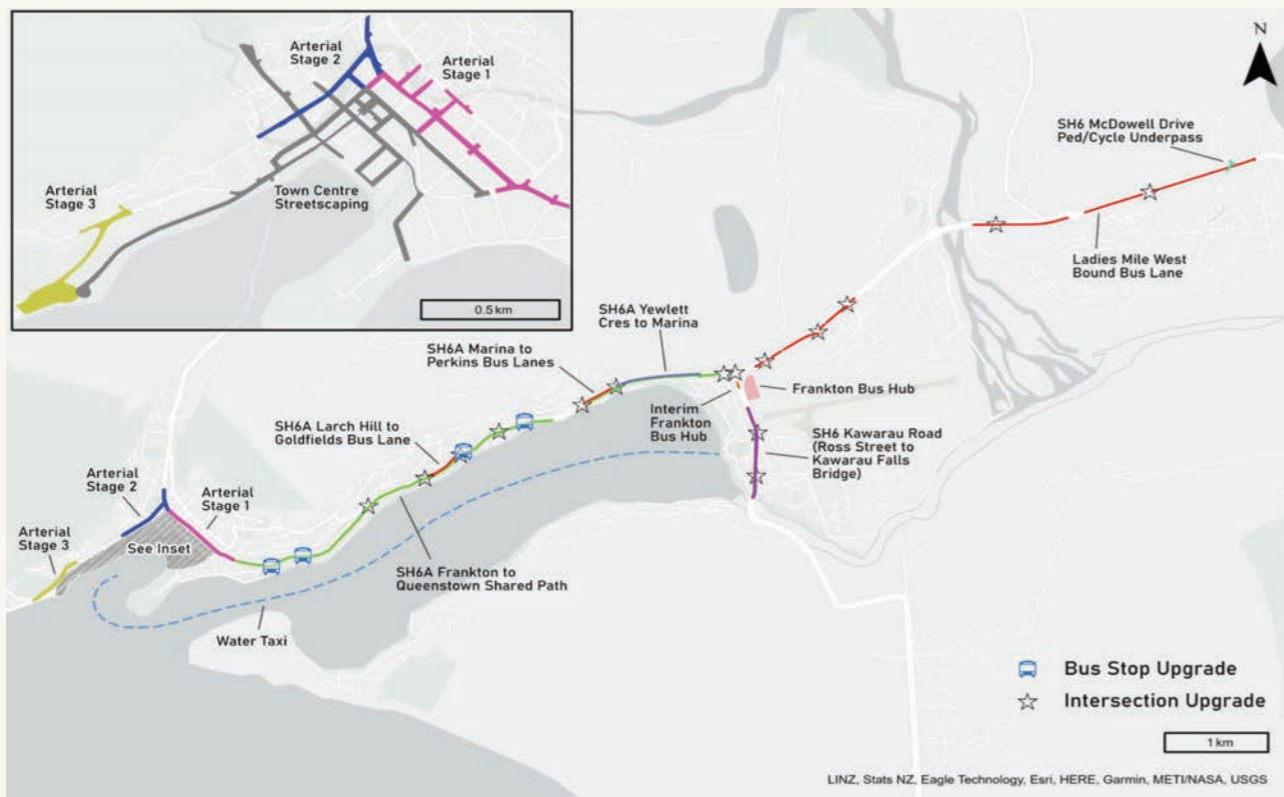 Arterial
Stage 2
Arterial
Stage 1
Arterial
Stage 3
Town Centre
Streetscaping
0.5 km
N
SH6 McDowell Drive
Ped/Cycle Underpass
Ladies Mile West
Bound Bus Lane
SH6A Yewlett
Cres to Marina
SH6A Marina to
Perkins Bus Lanes
Frankton Bus Hub
Interim
Frankton
Bus Hub
SH6A Larch Hill to
Goldfields Bus Lane
SH6 Kawarau Road
(Ross Street to
Kawarau Falls
Bridge)
Arterial
Stage 2
Arterial
Stage 1
Arterial
Stage 3
See Inset
SH6A Frankton to
Queenstown Shared Path
Water Taxi
Bus Stop Upgrade
Intersection Upgrade
1 km
LINZ, Stats NZ, Eagle Technology, Esri, HERE, Garmin, METI/NASA, USGS